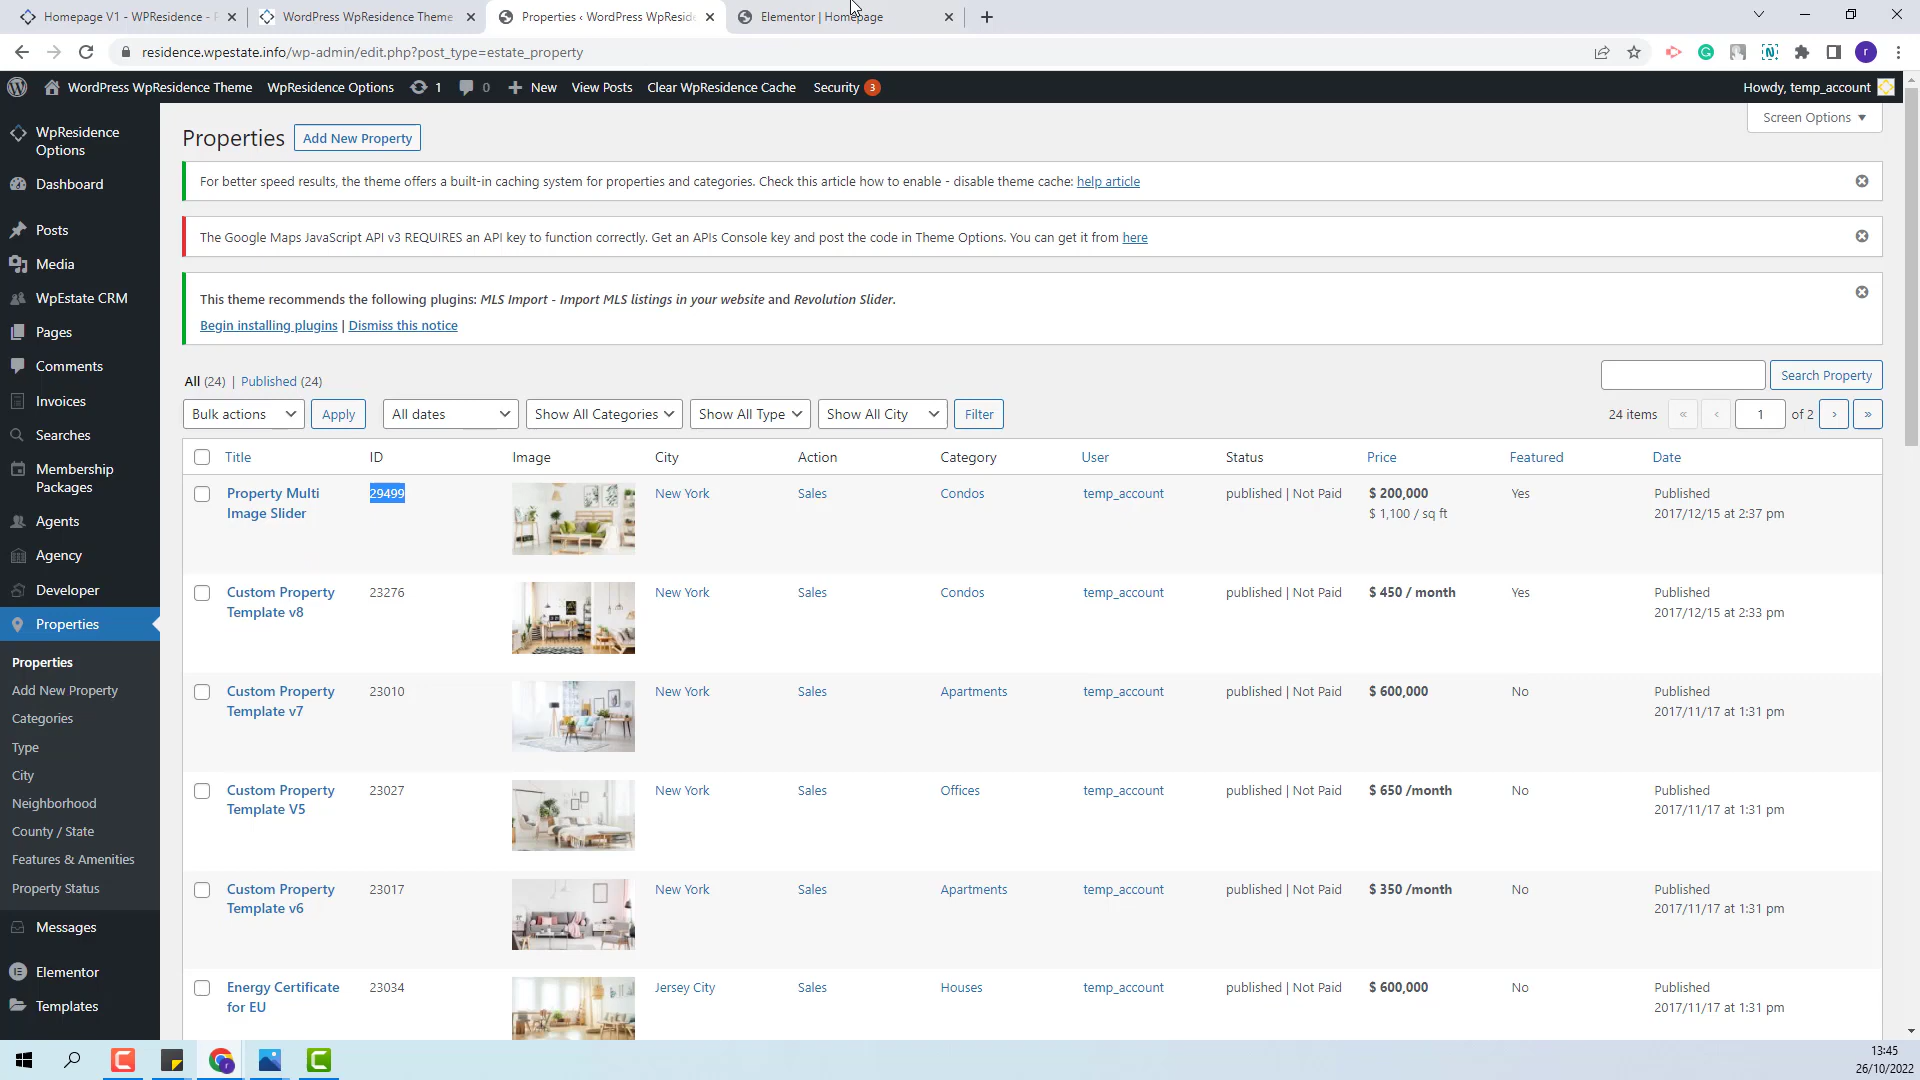 Homepage V1 - WPResidence -
WordPress WpResidence Theme
Properties ‹ WordPress WpReside
Elementor | Homepage
residence.wpestate.info/wp-admin/edit.php?post_type=estate_property
WordPress WpResidence Theme WpResidence Options 1 0 New View Posts Clear WpResidence Cache Security 3 Howdy, temp_account
Screen Options
WpResidence
Options
Dashboard
Posts
Media
WpEstate CRM
Pages
Comments
Invoices
Searches
Membership
Packages
Agents
Agency
Developer
Properties
Properties
Add New Property
Categories
Type
City
Neighborhood
County / State
Features & Amenities
Property Status
Messages
Elementor
Templates
Properties Add New Property
For better speed results, the theme offers a built-in caching system for properties and categories. Check this article how to enable - disable theme cache: help article
The Google Maps JavaScript API v3 REQUIRES an API key to function correctly. Get an APIs Console key and post the code in Theme Options. You can get it from here
This theme recommends the following plugins: MLS Import - Import MLS listings in your website and Revolution Slider.
Begin installing plugins | Dismiss this notice
All (24) | Published (24)
Search Property
Bulk actions Apply All dates Show All Categories Show All Type Show All City Filter 24 items « ‹ 1 of 2 › »
Title ID Image City Action Category User Status Price Featured Date
Property Multi 29499 New York Sales Condos temp_account published | Not Paid $ 200,000 Yes Published
Image Slider $ 1,100 / sq ft 2017/12/15 at 2:37 pm
Custom Property 23276 New York Sales Condos temp_account published | Not Paid $ 450 / month Yes Published
Template v8 2017/12/15 at 2:33 pm
Custom Property 23010 New York Sales Apartments temp_account published | Not Paid $ 600,000 No Published
Template v7 2017/11/17 at 1:31 pm
Custom Property 23027 New York Sales Offices temp_account published | Not Paid $ 650 /month No Published
Template V5 2017/11/17 at 1:31 pm
Custom Property 23017 New York Sales Apartments temp_account published | Not Paid $ 350 /month No Published
Template v6 2017/11/17 at 1:31 pm
Energy Certificate 23034 Jersey City Sales Houses temp_account published | Not Paid $ 600,000 No Published
for EU 2017/11/17 at 1:31 pm
13:45
26/10/2022